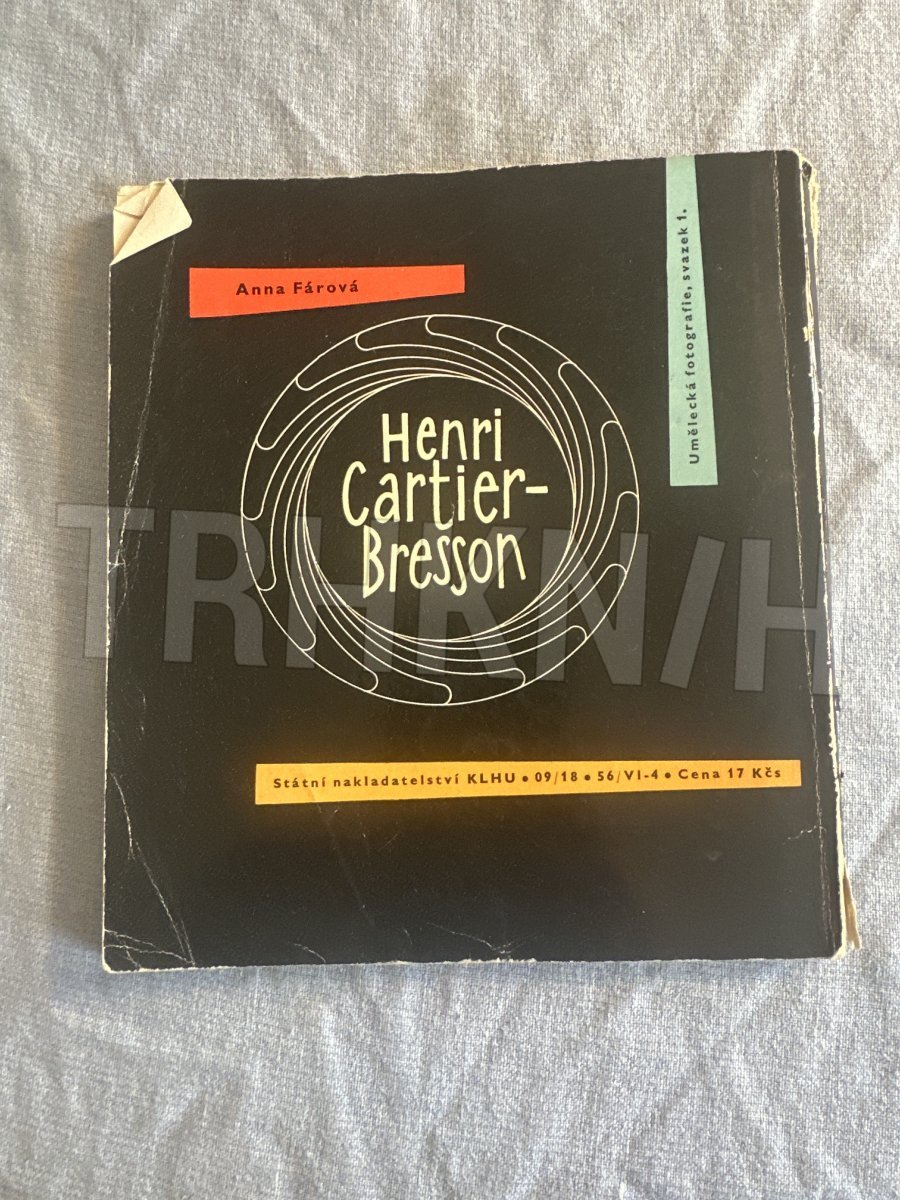 Anna Fárová
Umělecká fotografie, svazek 1.
Henri
Cartier-
Bresson
TRHKNIH
Státní nakladatelství KLHU • 09/18 • 56/VI-4 • Cena 17 Kčs